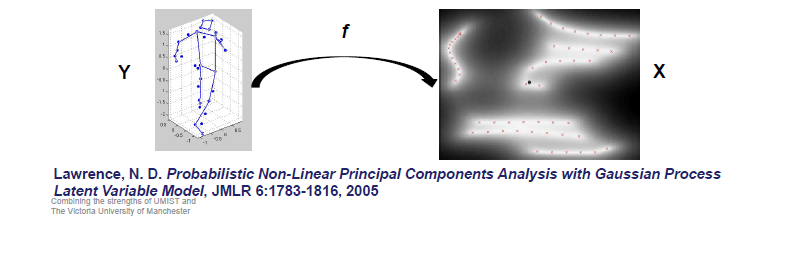 f
Y
X
Lawrence, N. D. Probabilistic Non-Linear Principal Components Analysis with Gaussian Process
Latent Variable Model, JMLR 6:1783-1816, 2005
Combining the strengths of UMIST and
The Victoria University of Manchester